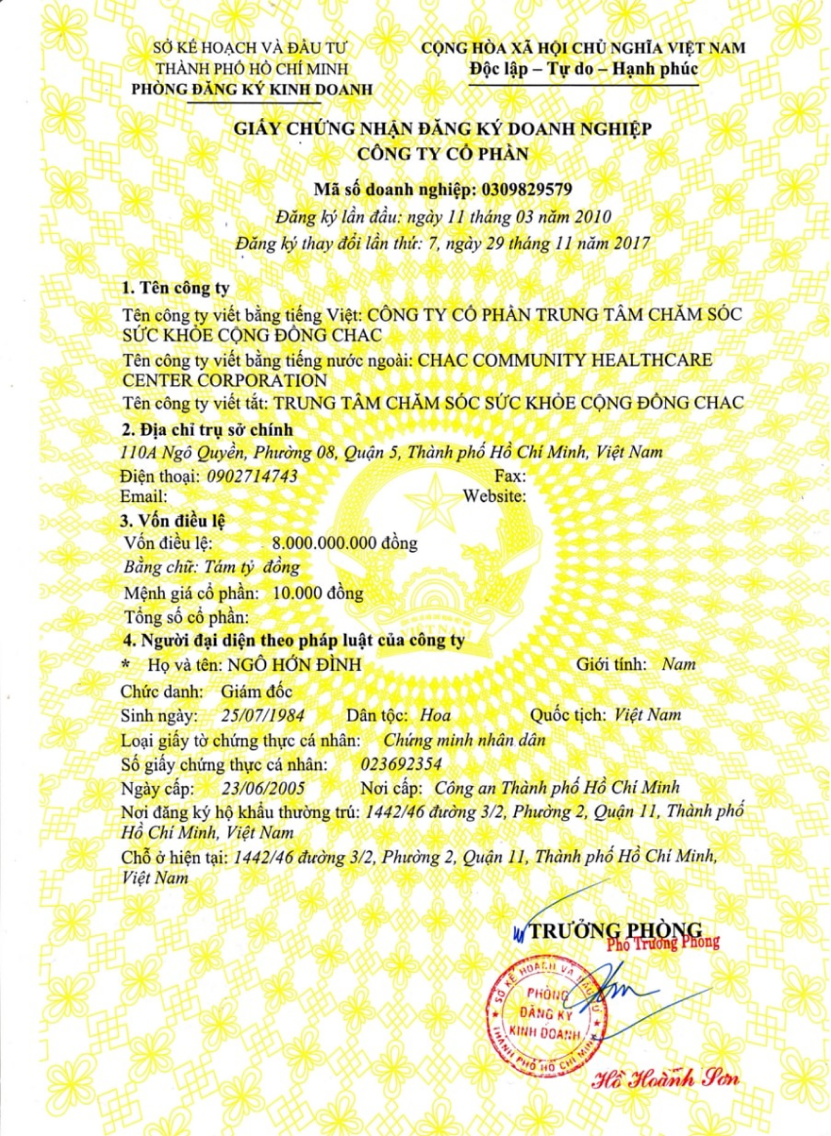 SỞ KẾ HOẠCH VÀ ĐẦU TƯ
THÀNH PHỐ HỒ CHÍ MINH
PHÒNG ĐĂNG KÝ KINH DOANH
CỘNG HÒA XÃ HỘI CHỦ NGHĨA VIỆT NAM
Độc lập – Tự do – Hạnh phúc
GIẤY CHỨNG NHẬN ĐĂNG KÝ DOANH NGHIỆP
CÔNG TY CỔ PHẦN
Mã số doanh nghiệp: 0309829579
Đăng ký lần đầu: ngày 11 tháng 03 năm 2010
Đăng ký thay đổi lần thứ: 7, ngày 29 tháng 11 năm 2017
1. Tên công ty
Tên công ty viết bằng tiếng Việt: CÔNG TY CỔ PHẦN TRUNG TÂM CHĂM SÓC
SỨC KHỎE CỘNG ĐỒNG CHAC
Tên công ty viết bằng tiếng nước ngoài: CHAC COMMUNITY HEALTHCARE
CENTER CORPORATION
Tên công ty viết tắt: TRUNG TÂM CHĂM SÓC SỨC KHỎE CỘNG ĐỒNG CHAC
2. Địa chỉ trụ sở chính
110A Ngô Quyền, Phường 08, Quận 5, Thành phố Hồ Chí Minh, Việt Nam
Điện thoại: 0902714743 Fax:
Email: Website:
3. Vốn điều lệ
Vốn điều lệ: 8.000.000.000 đồng
Bằng chữ: Tám tỷ đồng
Mệnh giá cổ phần: 10.000 đồng
Tổng số cổ phần:
4. Người đại diện theo pháp luật của công ty
* Họ và tên: NGÔ HỚN ĐÌNH Giới tính: Nam
Chức danh: Giám đốc
Sinh ngày: 25/07/1984 Dân tộc: Hoa Quốc tịch: Việt Nam
Loại giấy tờ chứng thực cá nhân: Chứng minh nhân dân
Số giấy chứng thực cá nhân: 023692354
Ngày cấp: 23/06/2005 Nơi cấp: Công an Thành phố Hồ Chí Minh
Nơi đăng ký hộ khẩu thường trú: 1442/46 đường 3/2, Phường 2, Quận 11, Thành phố
Hồ Chí Minh, Việt Nam
Chỗ ở hiện tại: 1442/46 đường 3/2, Phường 2, Quận 11, Thành phố Hồ Chí Minh,
Việt Nam
TRƯỞNG PHÒNG
Phó Trưởng Phòng
SỞ KẾ HOẠCH VÀ ĐẦU TƯ
PHÒNG
ĐĂNG KÝ
KINH DOANH
THÀNH PHỐ HỒ CHÍ MINH
Hồ Hoành Sơn